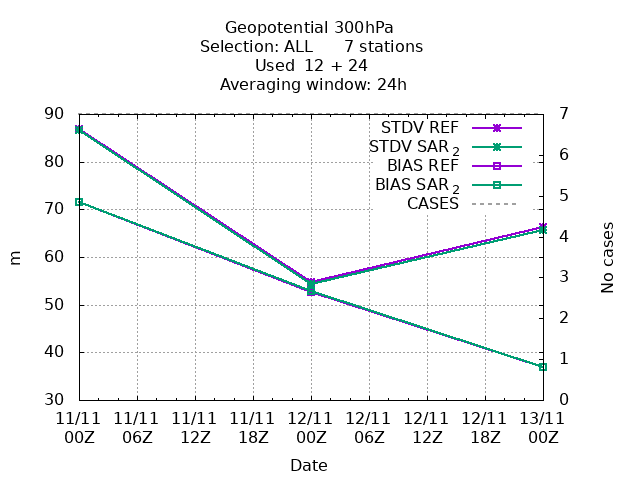 Geopotential 300hPa
Selection: ALL      7 stations
Used  12 + 24
Averaging window: 24h
90
80
70
60
50
40
30
m
7
6
5
4
3
2
1
0
No cases
STDV REF
STDV SAR 2
BIAS REF
BIAS SAR 2
CASES
11/11 11/11 11/11 11/11 12/11 12/11 12/11 12/11 13/11
00Z 06Z 12Z 18Z 00Z 06Z 12Z 18Z 00Z
Date